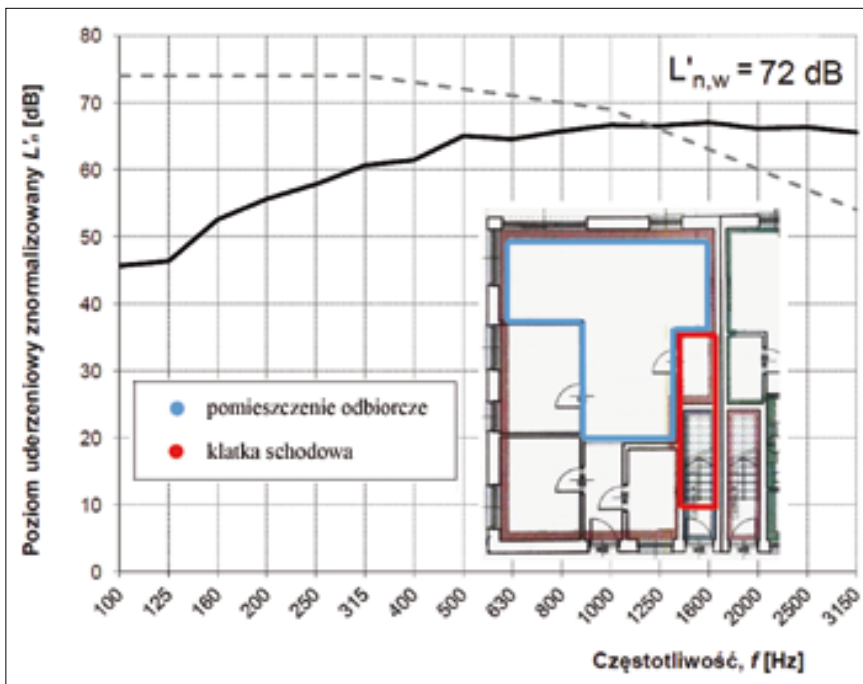 Poziom uderzeniowy znormalizowany L'n [dB]
80
70
60
50
40
30
20
10
0
L'n,w = 72 dB
pomieszczenie odbiorcze
klatka schodowa
100 125 160 200 250 315 400 500 630 800 1000 1250 1600 2000 2500 3150
Częstotliwość, f [Hz]